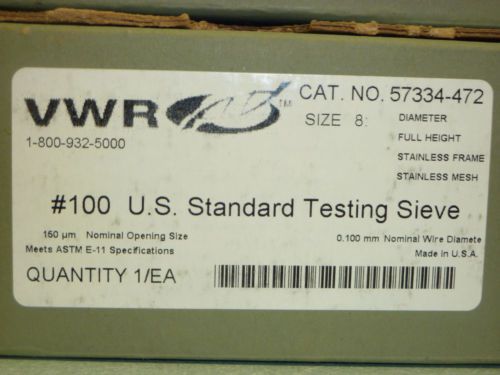 VWR TM
1-800-932-5000
CAT. NO. 57334-472
SIZE 8:
DIAMETER
FULL HEIGHT
STAINLESS FRAME
STAINLESS MESH
#100 U.S. Standard Testing Sieve
150 µm Nominal Opening Size
0.100 mm Nominal Wire Diamete
Meets ASTM E-11 Specifications
Made in U.S.A.
QUANTITY 1/EA